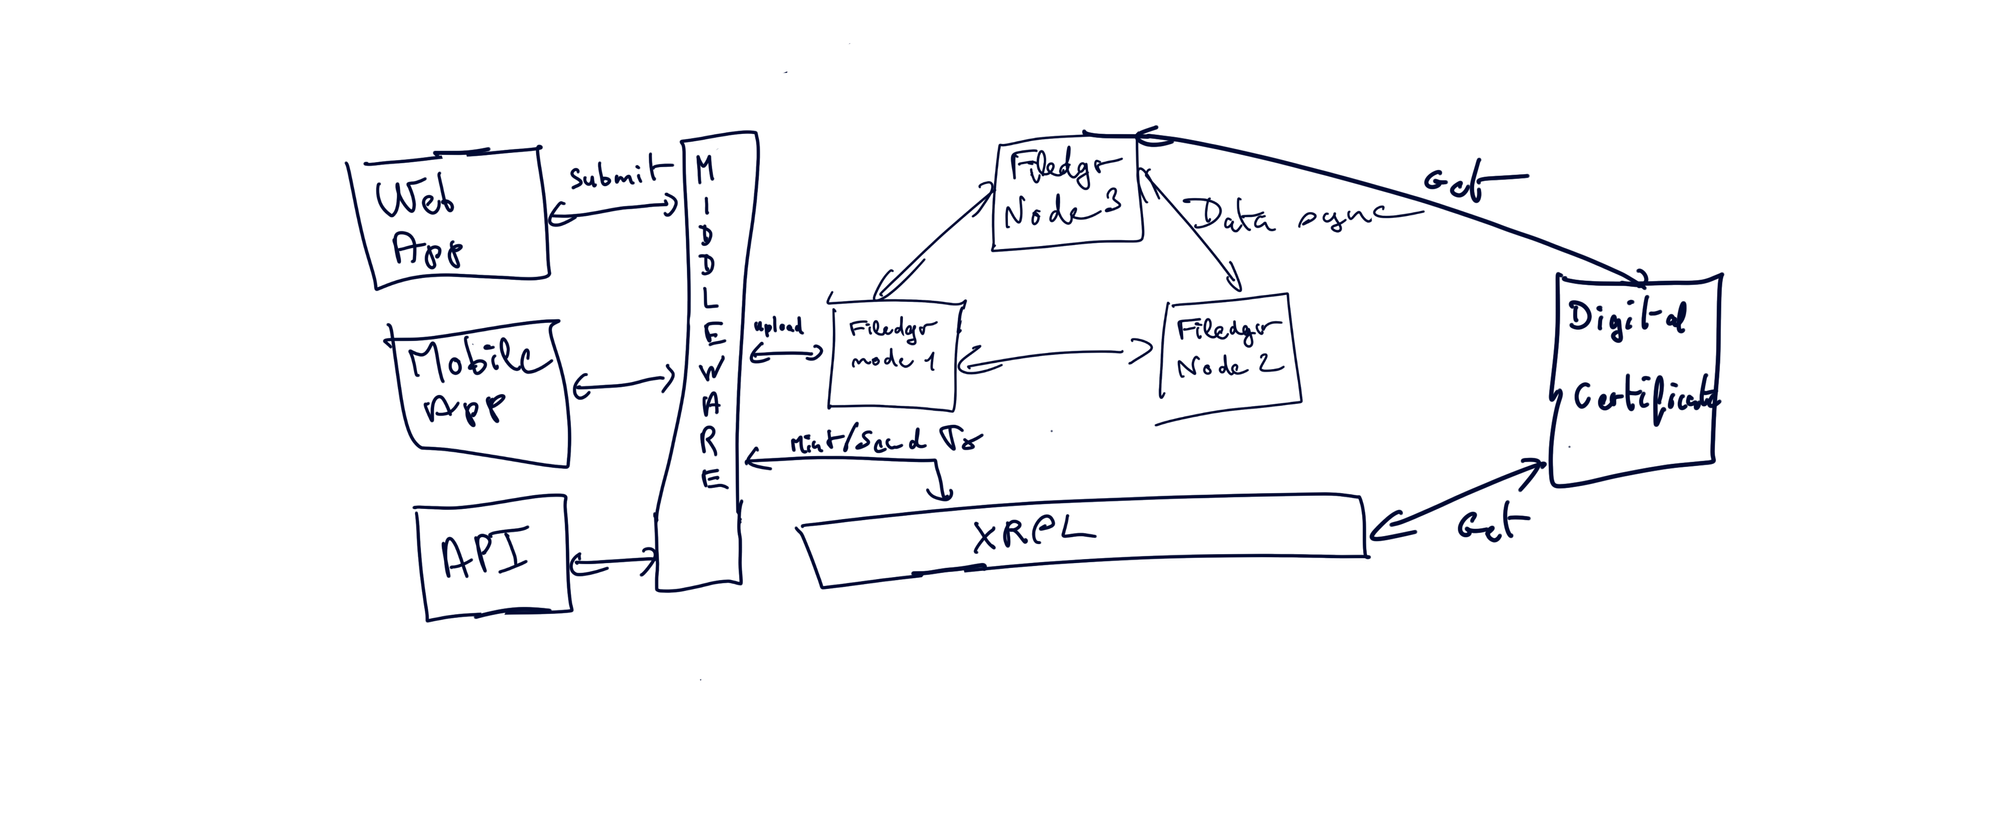 Web
App
Submit
Mobile
App
API
MIDDLEWARE
upload
Mint/Send Tx
Filedgr
Node 3
Data sync
Filedgr
node 1
Filedgr
Node 2
XRPL
Get
Digital
Certificate
Get